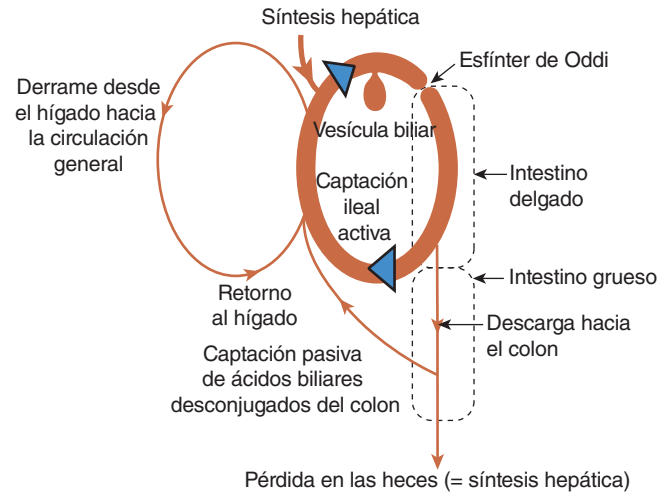 Síntesis hepática
Esfínter de Oddi
Derrame desde
el hígado hacia
la circulación
general
Vesícula biliar
Captación
ileal
activa
Intestino
delgado
Intestino grueso
Retorno
al hígado
Descarga hacia
el colon
Captación pasiva
de ácidos biliares
desconjugados del colon
Pérdida en las heces (= síntesis hepática)